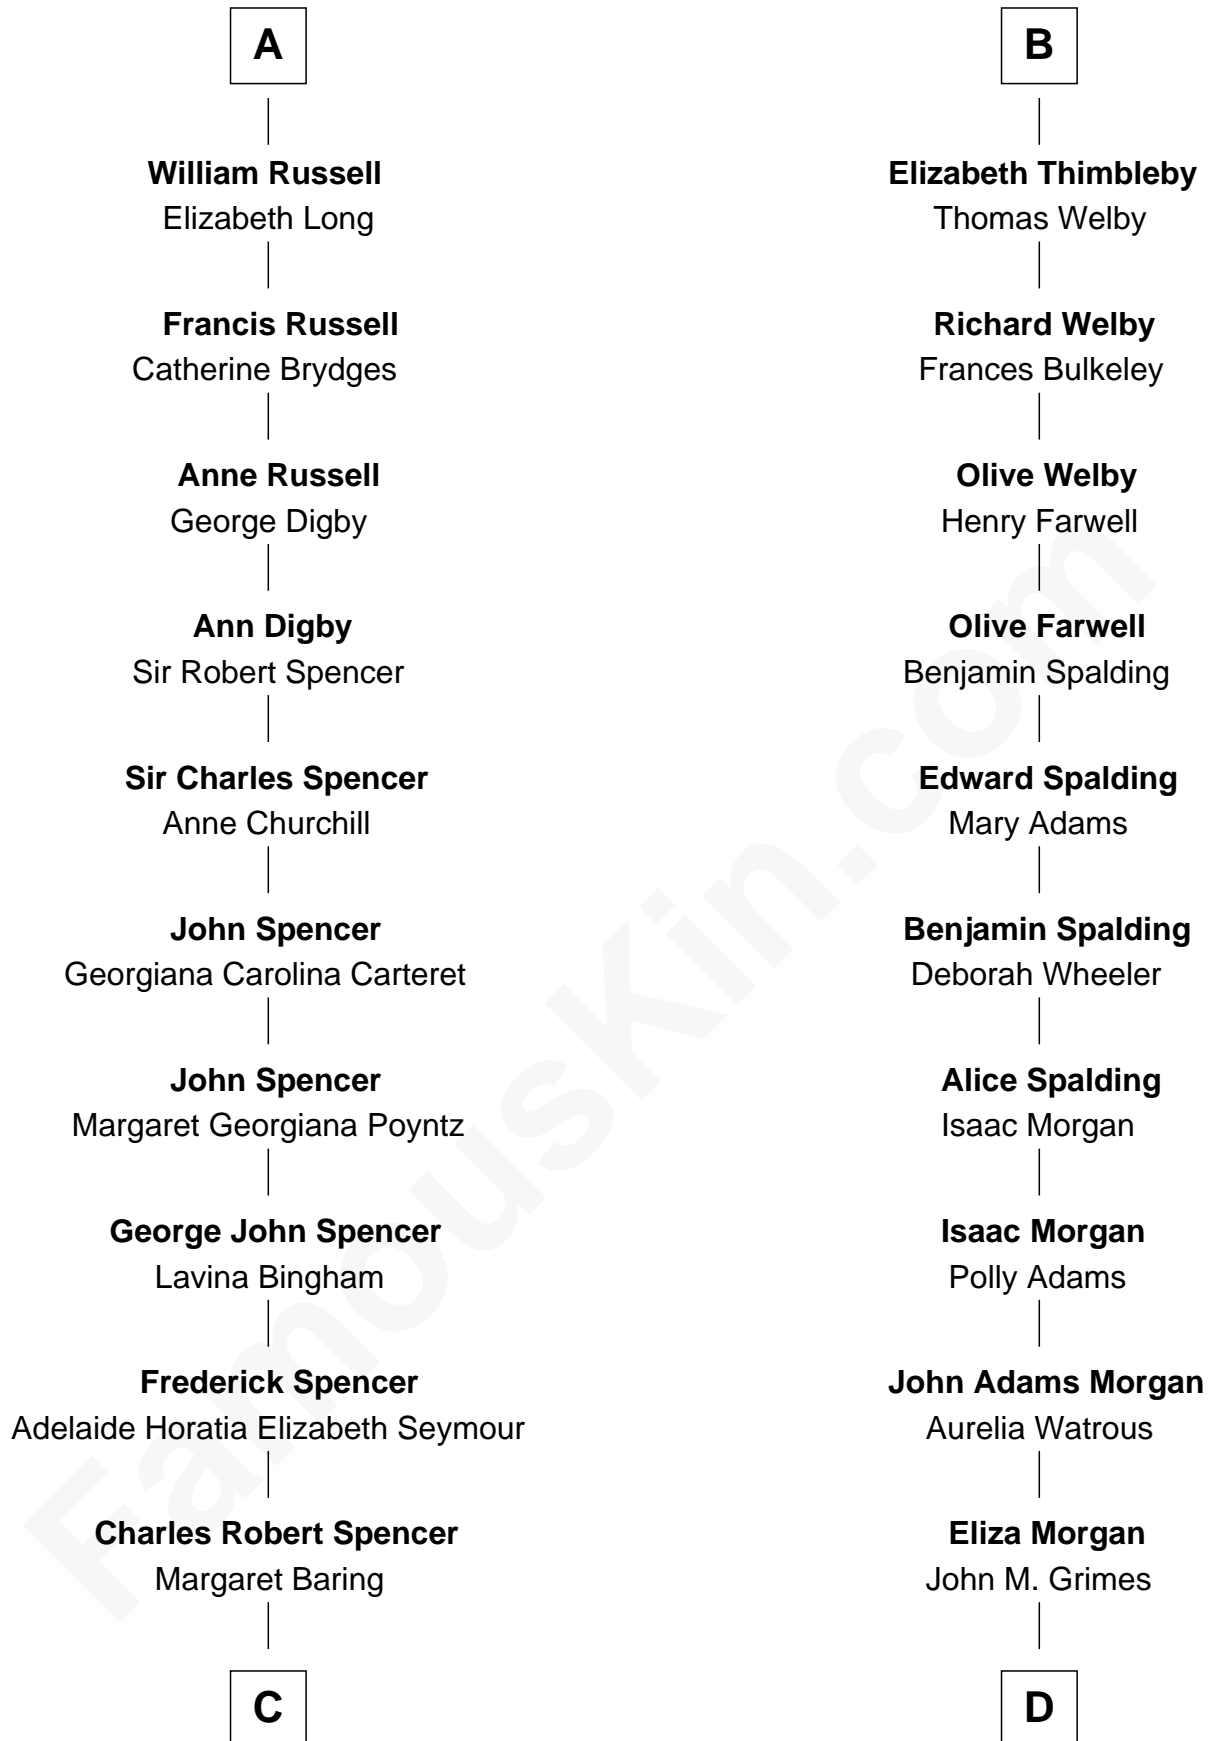 A
William Russell
Elizabeth Long
Francis Russell
Catherine Brydges
Anne Russell
George Digby
Ann Digby
Sir Robert Spencer
Sir Charles Spencer
Anne Churchill
John Spencer
Georgiana Carolina Carteret
John Spencer
Margaret Georgiana Poyntz
George John Spencer
Lavina Bingham
Frederick Spencer
Adelaide Horatia Elizabeth Seymour
Charles Robert Spencer
Margaret Baring
C
B
Elizabeth Thimbleby
Thomas Welby
Richard Welby
Frances Bulkeley
Olive Welby
Henry Farwell
Olive Farwell
Benjamin Spalding
Edward Spalding
Mary Adams
Benjamin Spalding
Deborah Wheeler
Alice Spalding
Isaac Morgan
Isaac Morgan
Polly Adams
John Adams Morgan
Aurelia Watrous
Eliza Morgan
John M. Grimes
D
FamousKin.com